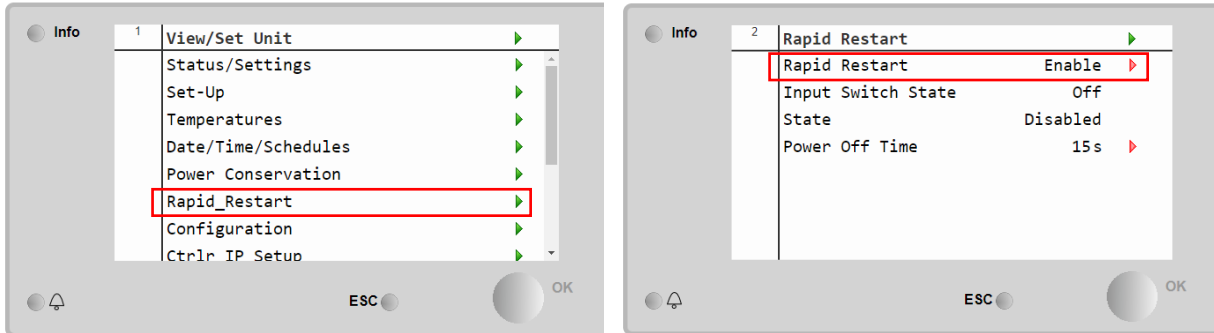 Info
1
View/Set Unit
Status/Settings
Set-Up
Temperatures
Date/Time/Schedules
Power Conservation
Rapid_Restart
Configuration
Ctrlr IP Setup
ESC
OK
Info
2
Rapid Restart
Rapid Restart Enable
Input Switch State Off
State Disabled
Power Off Time 15s
ESC
OK